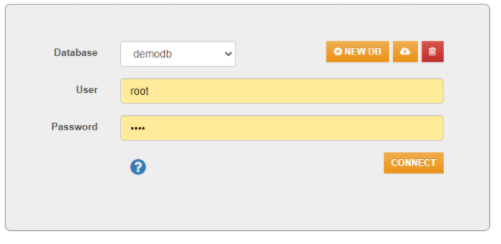 Database demodb NEW DB
User root
Password ••••
CONNECT